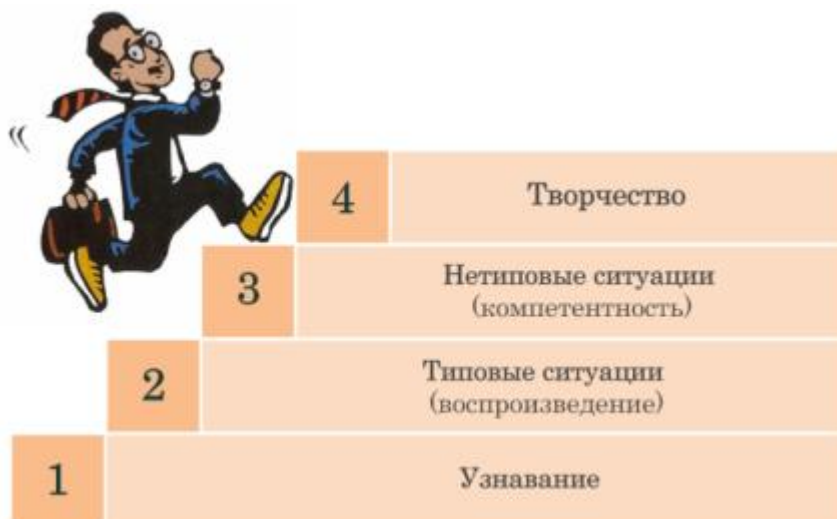 4 Творчество
3 Нетиповые ситуации
(компетентность)
2 Типовые ситуации
(воспроизведение)
1 Узнавание